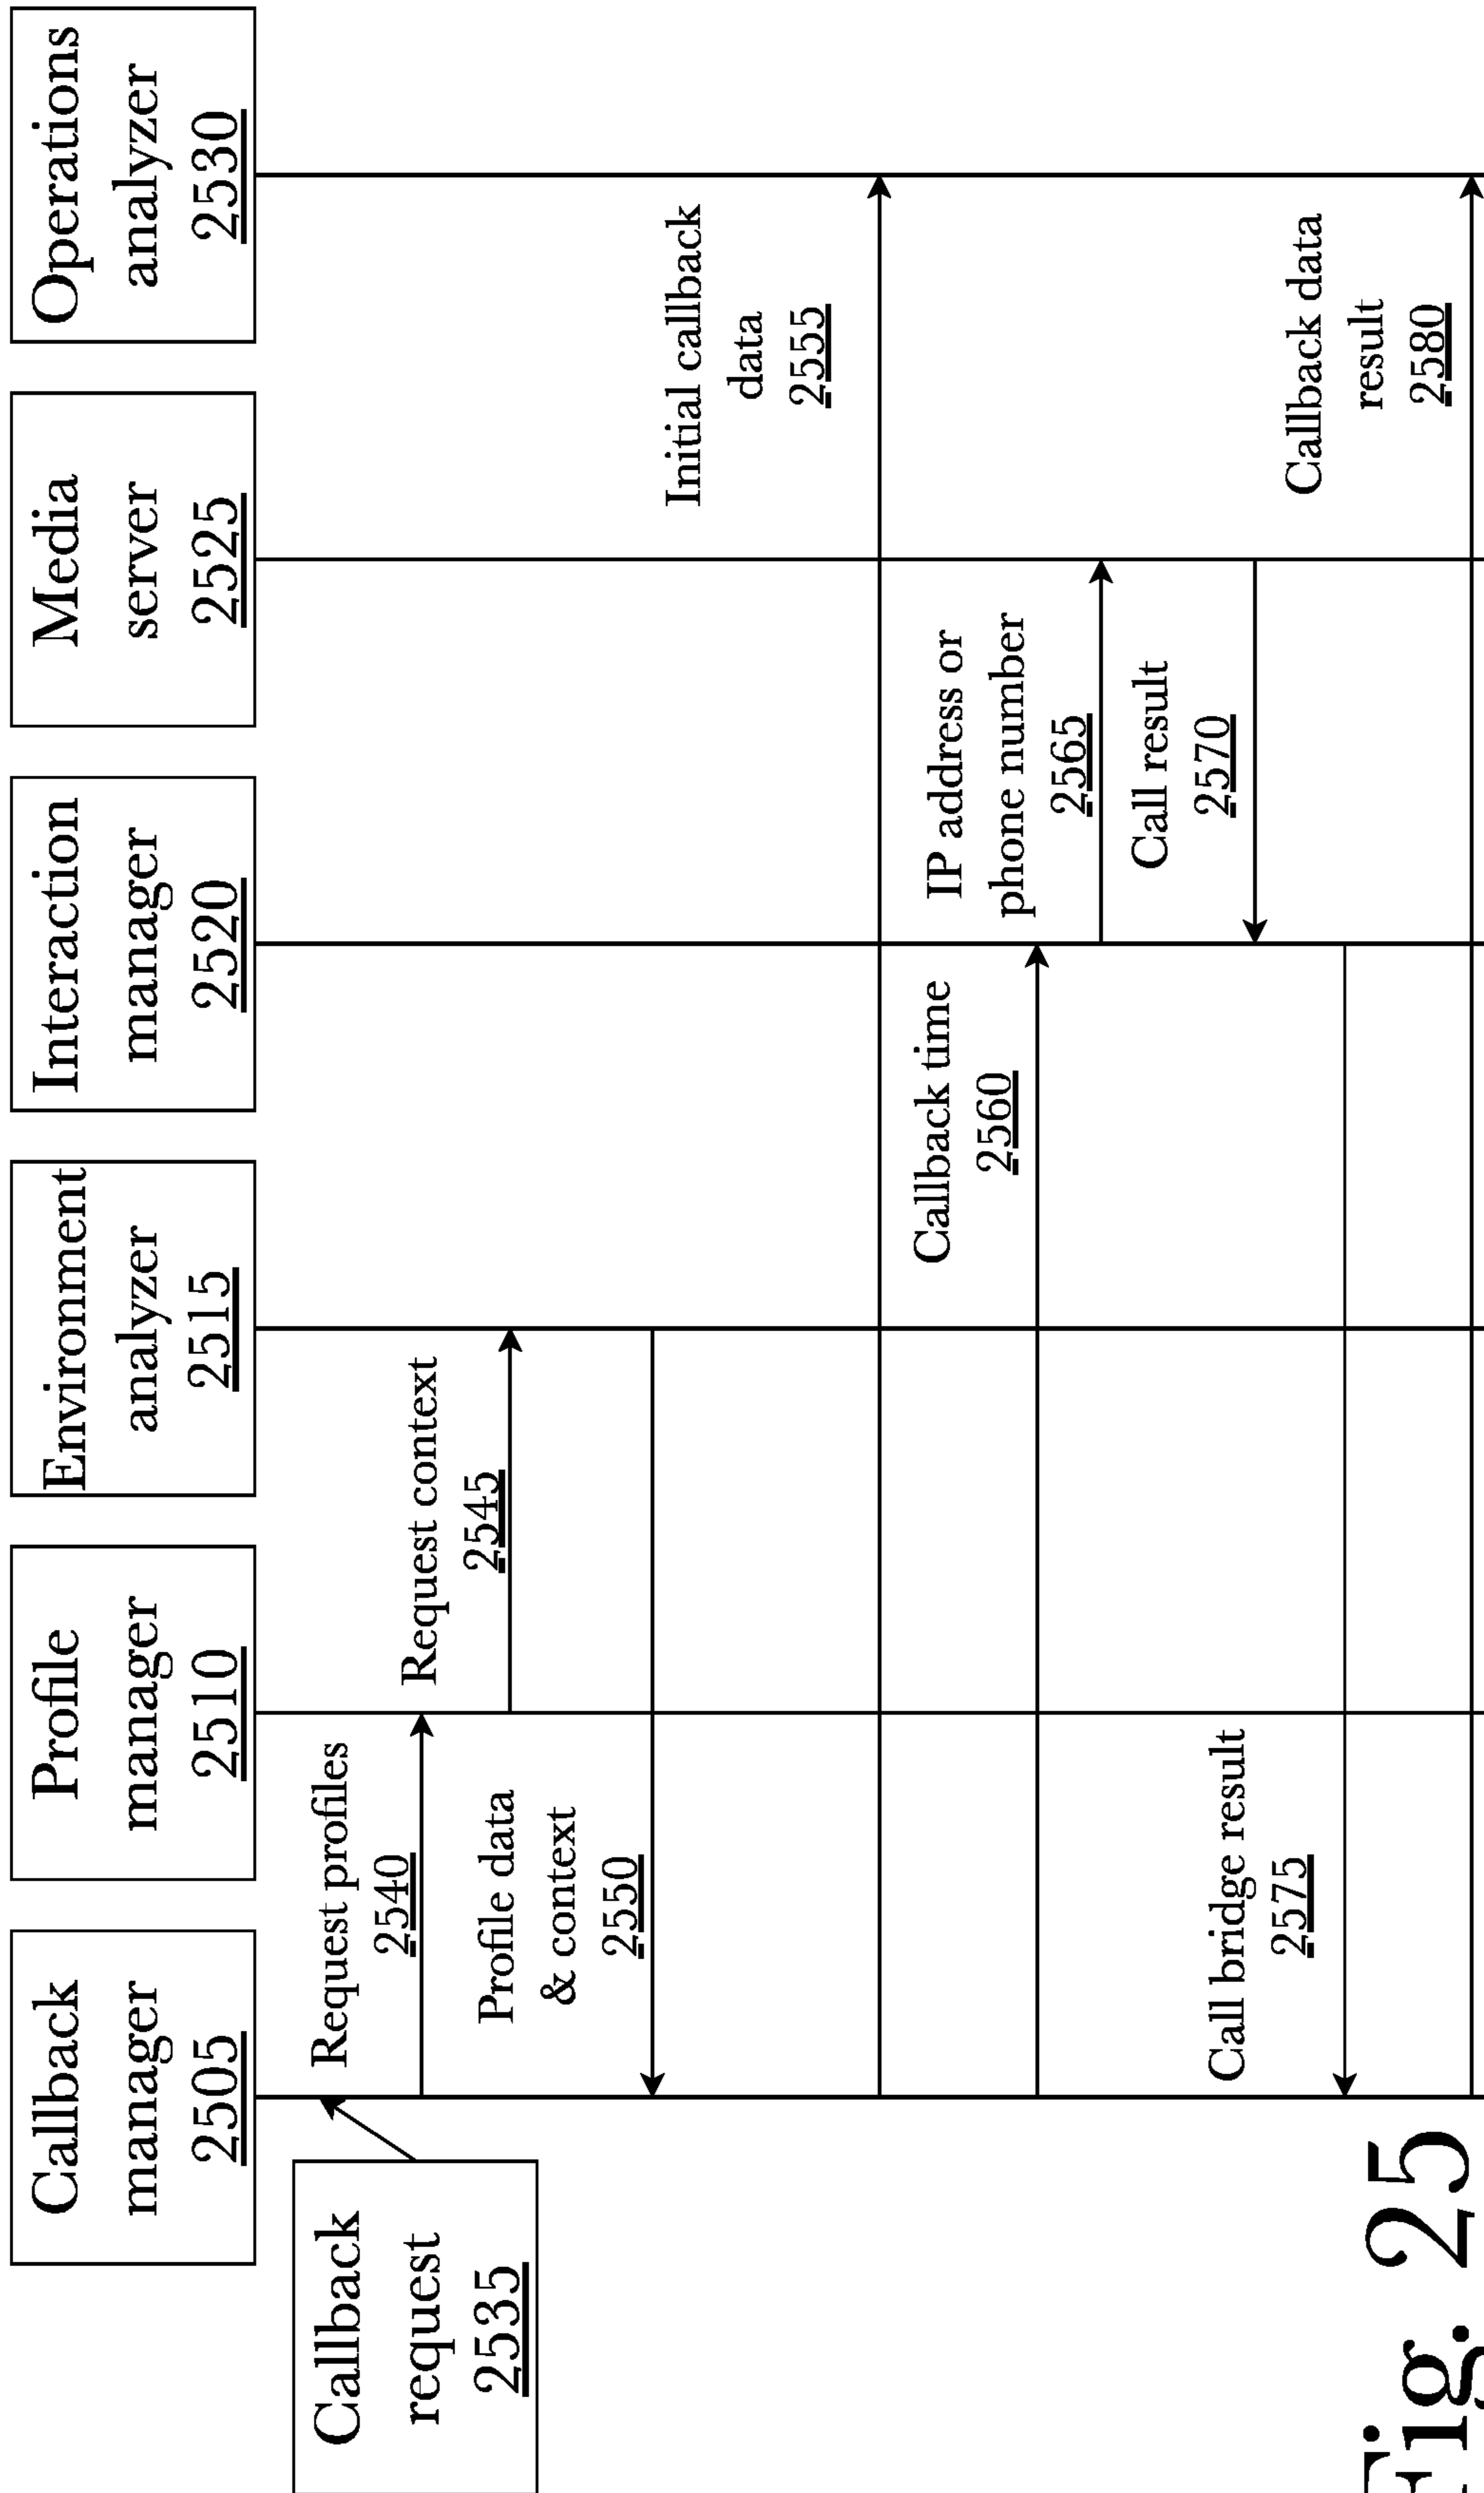 Callback
manager
2505
Profile
manager
2510
Environment
analyzer
2515
Interaction
manager
2520
Media
server
2525
Operations
analyzer
2530
Callback
request
2535
Request profiles
2540
Request context
2545
Profile data
& context
2550
Initial callback
data
2555
Callback time
2560
IP address or
phone number
2565
Call result
2570
Call bridge result
2575
Callback data
result
2580
Fig. 25